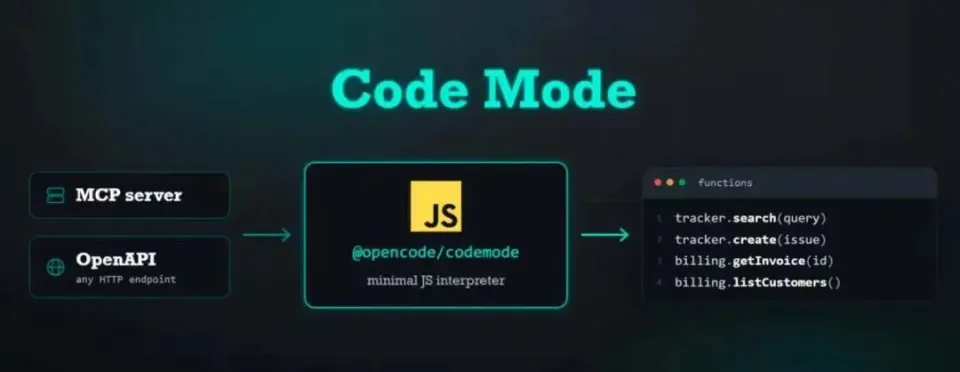 Code Mode
MCP server
OpenAPI
any HTTP endpoint
JS
@opencode/codemode
minimal JS interpreter
functions
1 tracker.search(query)
2 tracker.create(issue)
3 billing.getInvoice(id)
4 billing.listCustomers()